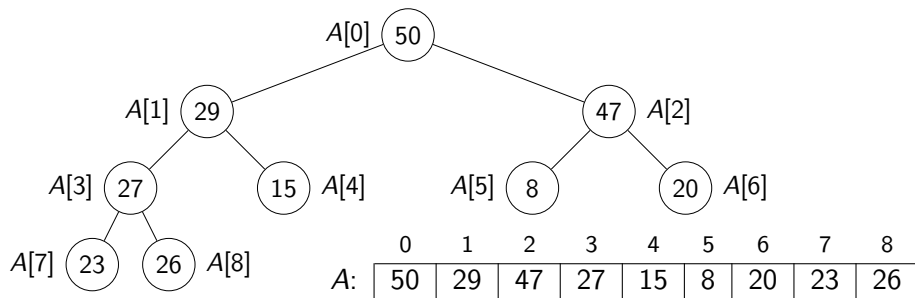 A[0] 50
A[1] 29 47 A[2]
A[3] 27 15 A[4] A[5] 8 20 A[6]
A[7] 23 26 A[8]
0 1 2 3 4 5 6 7 8
A: 50 29 47 27 15 8 20 23 26